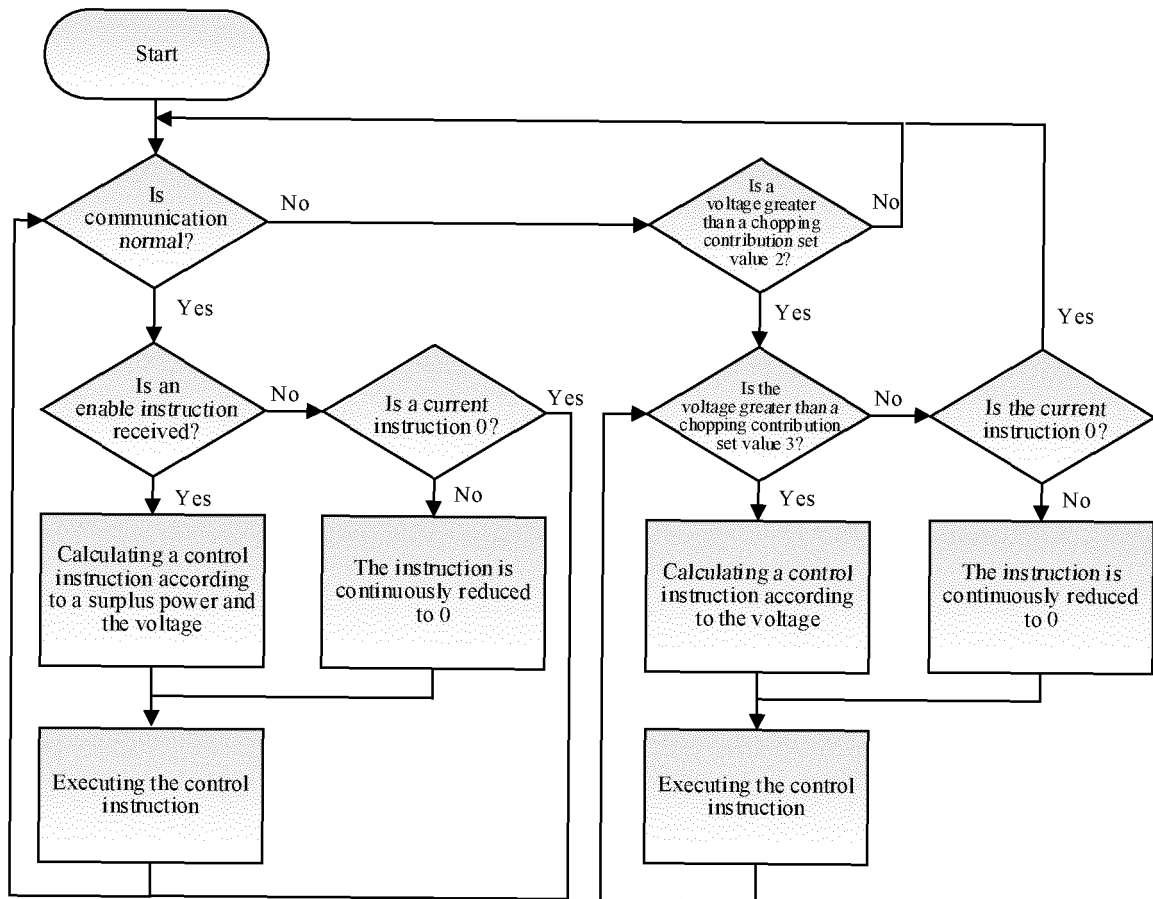 Start
Is
communication
normal?
No
Is a
voltage greater
than a chopping
contribution set
value 2?
No
Yes
Yes
Yes
Is an
enable instruction
received?
No
Is a current
instruction 0?
Yes
Is the
voltage greater than a
chopping contribution
set value 3?
No
Is the current
instruction 0?
Yes
No
Yes
No
Calculating a control
instruction according
to a surplus power and
the voltage
The instruction is
continuously reduced
to 0
Calculating a control
instruction according
to the voltage
The instruction is
continuously reduced
to 0
Executing the control
instruction
Executing the control
instruction